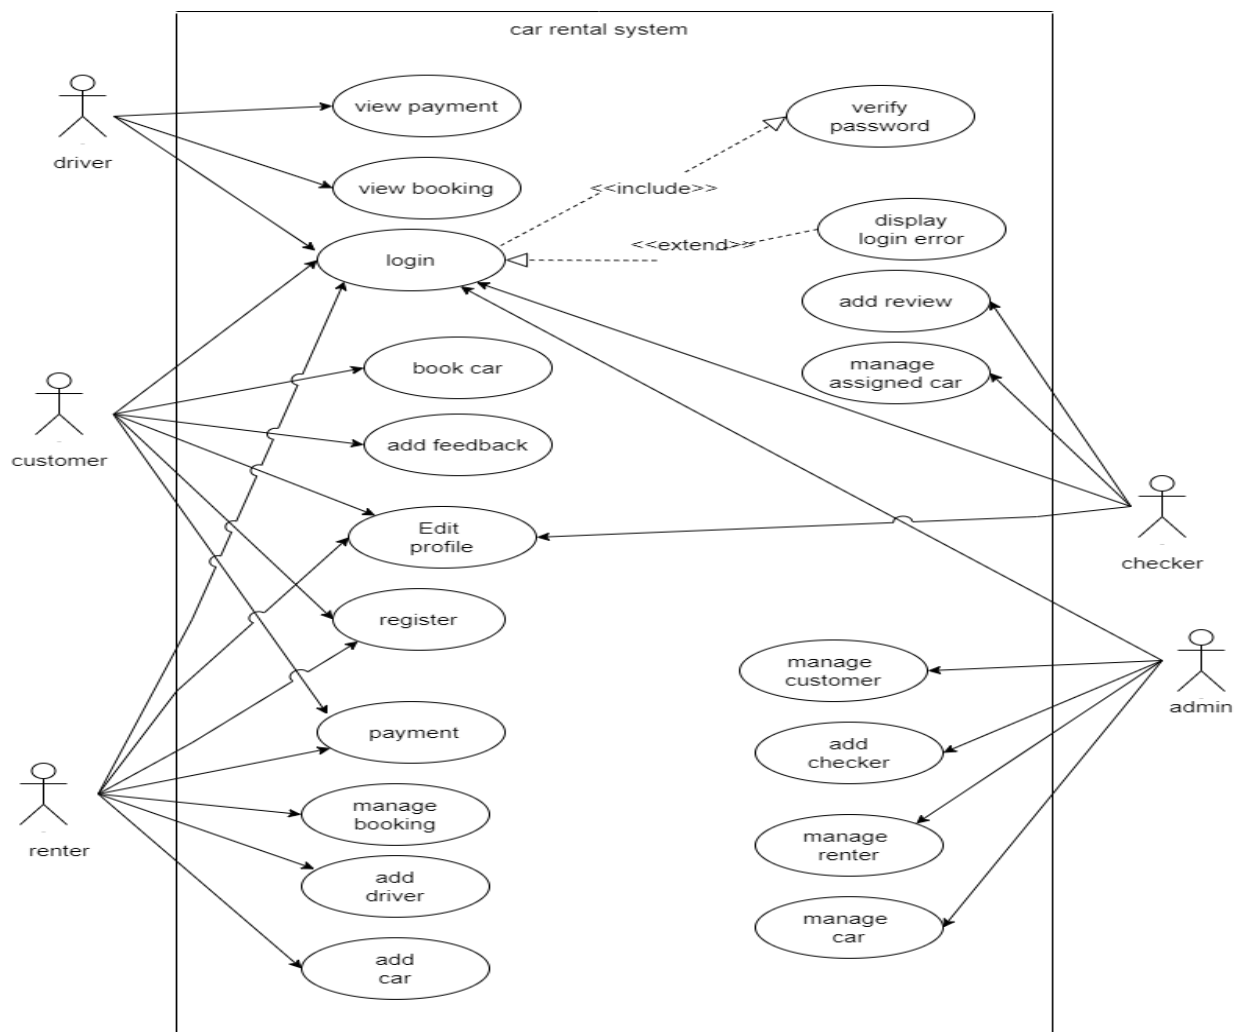 car rental system
view payment
verify
password
driver
view booking
<<include>>
display
login error
<<extend>>
login
add review
book car
manage
assigned car
add feedback
customer
Edit
profile
checker
register
manage
customer
admin
payment
add
checker
manage
booking
renter
manage
renter
add
driver
manage
car
add
car